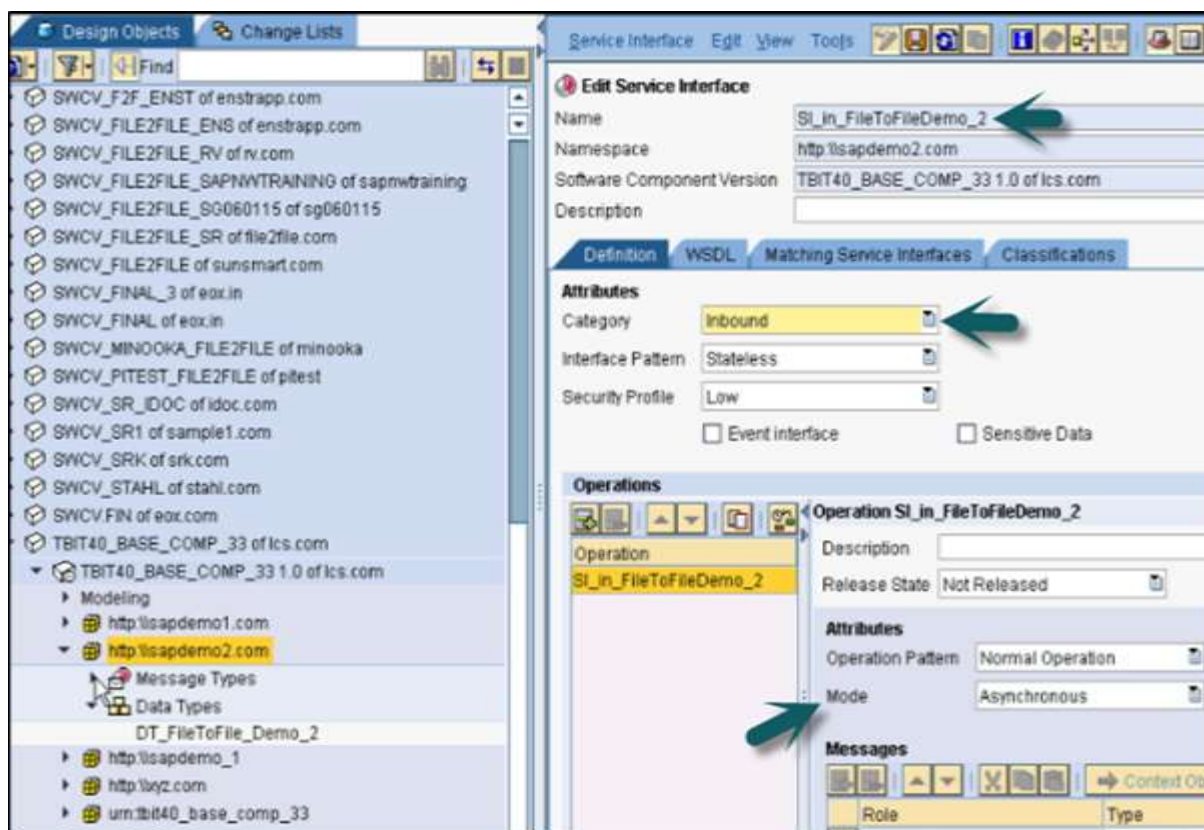 Design Objects
Change Lists
Find
SWCV_F2F_ENST of enstrapp.com
SWCV_FILE2FILE_ENS of enstrapp.com
SWCV_FILE2FILE_RV of rv.com
SWCV_FILE2FILE_SAPNWTRAINING of sapnwtraining
SWCV_FILE2FILE_SG060115 of sg060115
SWCV_FILE2FILE_SR of file2file.com
SWCV_FILE2FILE of sunsmart.com
SWCV_FINAL_3 of eox.in
SWCV_FINAL of eox.in
SWCV_MINOOKA_FILE2FILE of minooka
SWCV_PITEST_FILE2FILE of pitest
SWCV_SR_IDOC of idoc.com
SWCV_SR1 of sample1.com
SWCV_SRK of srk.com
SWCV_STAHL of stahl.com
SWCV.FIN of eox.com
TBIT40_BASE_COMP_33 of lcs.com
TBIT40_BASE_COMP_33 1.0 of lcs.com
Modeling
http:\\sapdemo1.com
http:\\sapdemo2.com
Message Types
Data Types
DT_FileToFile_Demo_2
http:\\sapdemo_1
http:\\xyz.com
urn:tbit40_base_comp_33
Service Interface Edit View Tools
Edit Service Interface
Name SI_in_FileToFileDemo_2
Namespace http:\\sapdemo2.com
Software Component Version TBIT40_BASE_COMP_33 1.0 of lcs.com
Description
Definition WSDL Matching Service Interfaces Classifications
Attributes
Category Inbound
Interface Pattern Stateless
Security Profile Low
Event interface Sensitive Data
Operations
Operation
SI_in_FileToFileDemo_2
Operation SI_in_FileToFileDemo_2
Description
Release State Not Released
Attributes
Operation Pattern Normal Operation
Mode Asynchronous
Messages
Context Ob
Role Type